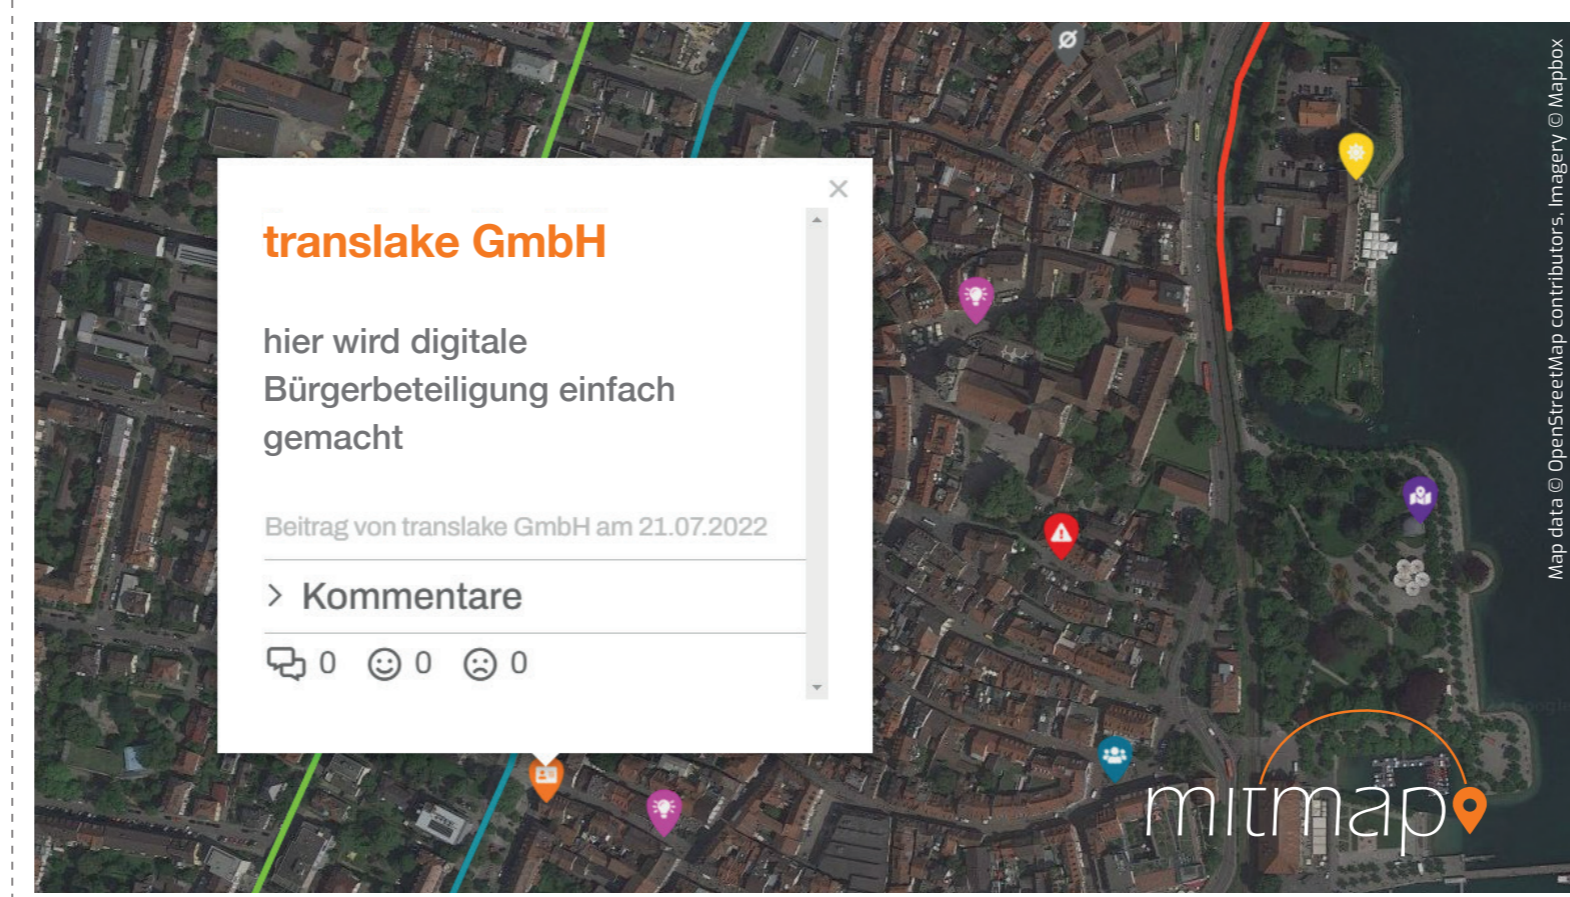 translake GmbH
hier wird digitale
Bürgerbeteiligung einfach
gemacht
Beitrag von translake GmbH am 21.07.2022
Kommentare
0 0 0
mitmap
Map data © OpenStreetMap contributors, Imagery © Mapbox